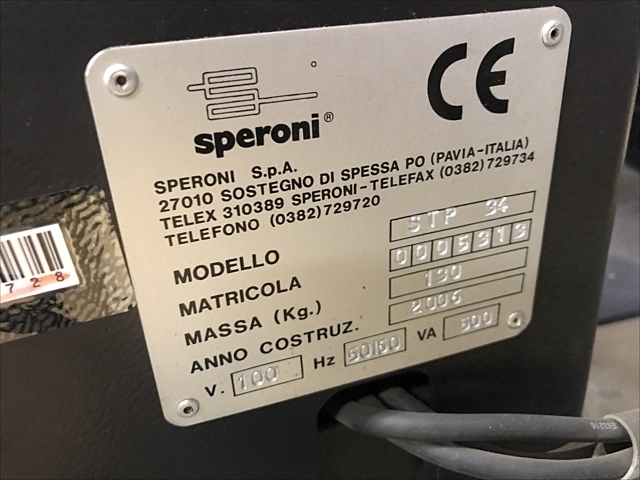 speroni®
CE
SPERONI S.p.A.
27010 SOSTEGNO DI SPESSA PO (PAVIA-ITALIA)
TELEX 310389 SPERONI-TELEFAX (0382)729734
TELEFONO (0382)729720
MODELLO STP 34
MATRICOLA 0005313
MASSA (Kg.) 130
ANNO COSTRUZ. 2006
V. 100 Hz 50/60 VA 500
728